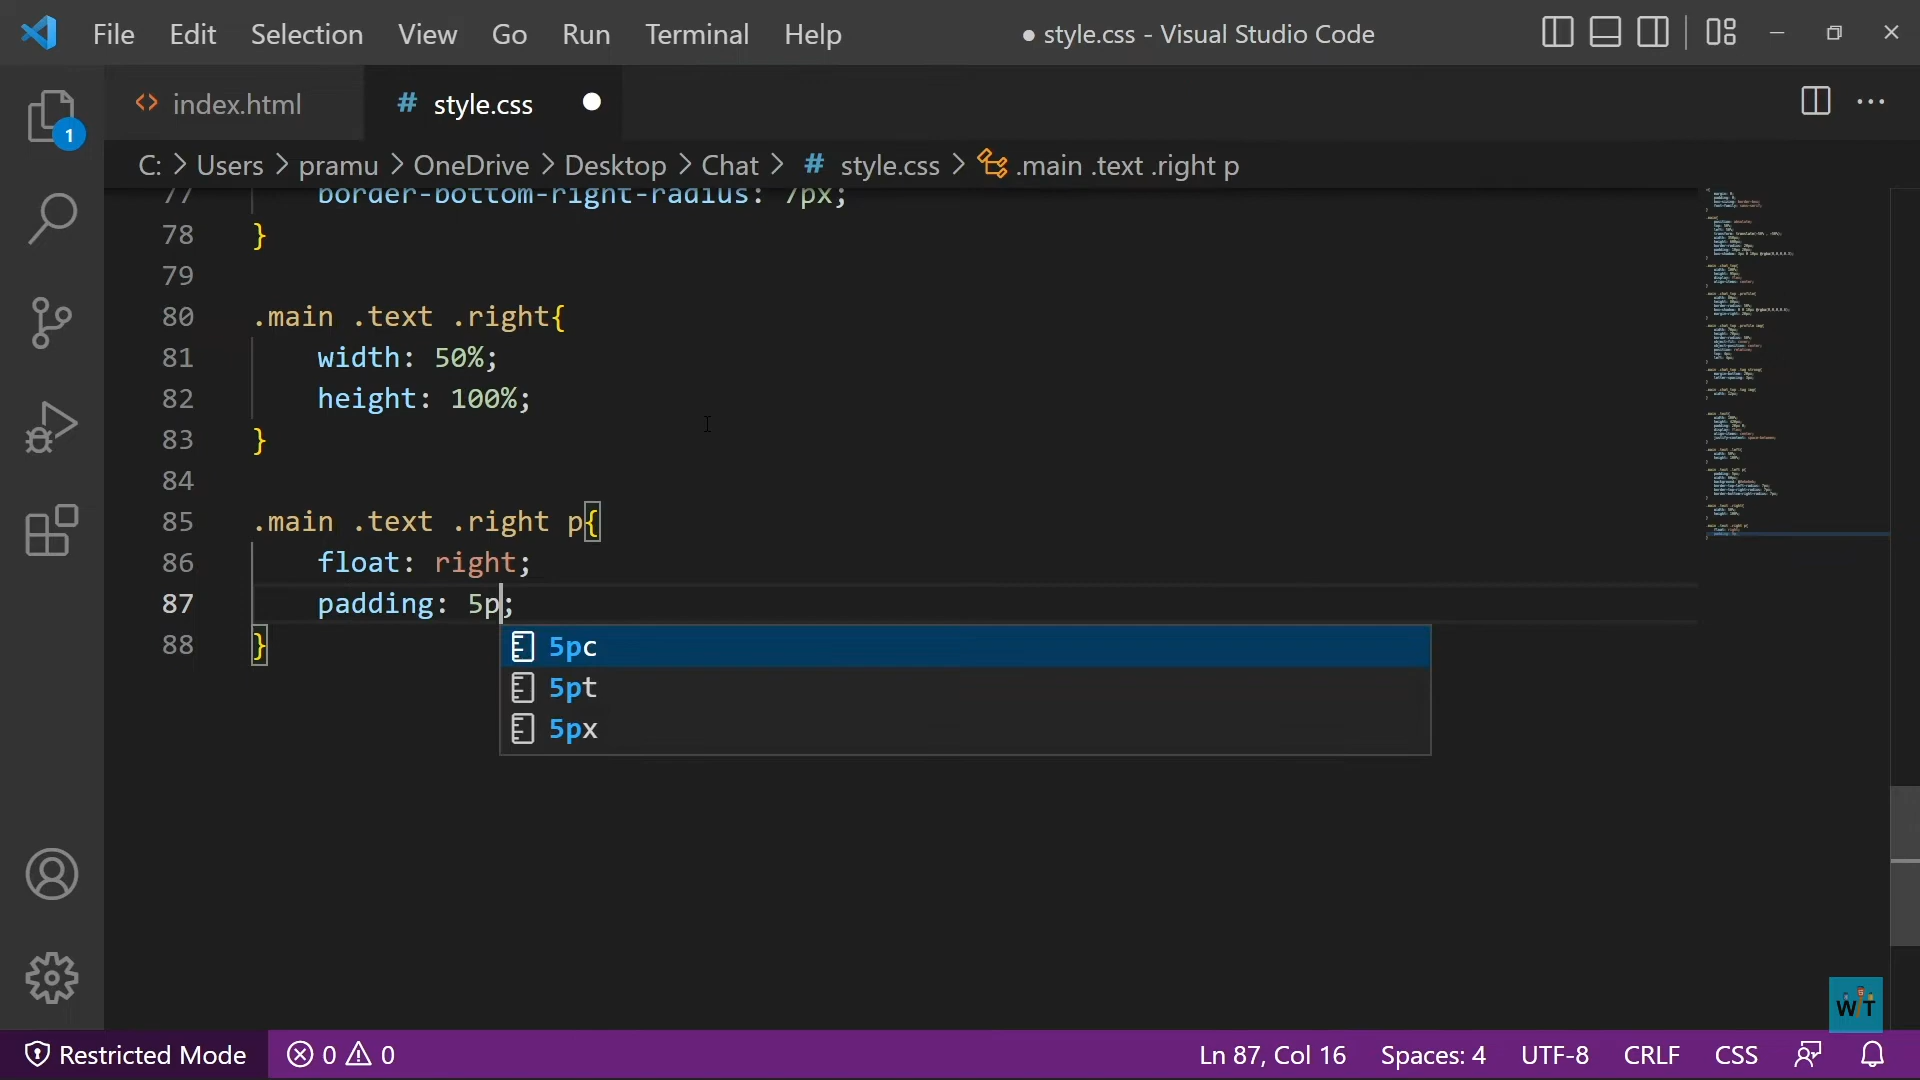 File Edit Selection View Go Run Terminal Help ● style.css - Visual Studio Code
<> index.html # style.css
C: > Users > pramu > OneDrive > Desktop > Chat > # style.css > .main .text .right p
77 border-bottom-right-radius: 7px;
78 }
79
80 .main .text .right{
81 width: 50%;
82 height: 100%;
83 }
84
85 .main .text .right p{
86 float: right;
87 padding: 5p;
88 }
5pc
5pt
5px
1
WIT
Restricted Mode 0 0 Ln 87, Col 16 Spaces: 4 UTF-8 CRLF CSS